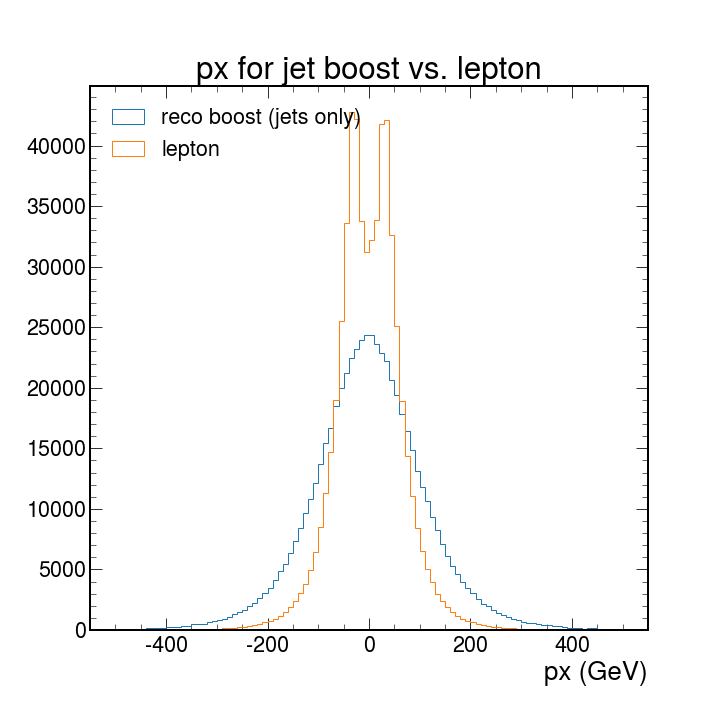 px for jet boost vs. lepton
reco boost (jets only)
lepton
40000
35000
30000
25000
20000
15000
10000
5000
0
-400 -200 0 200 400
px (GeV)